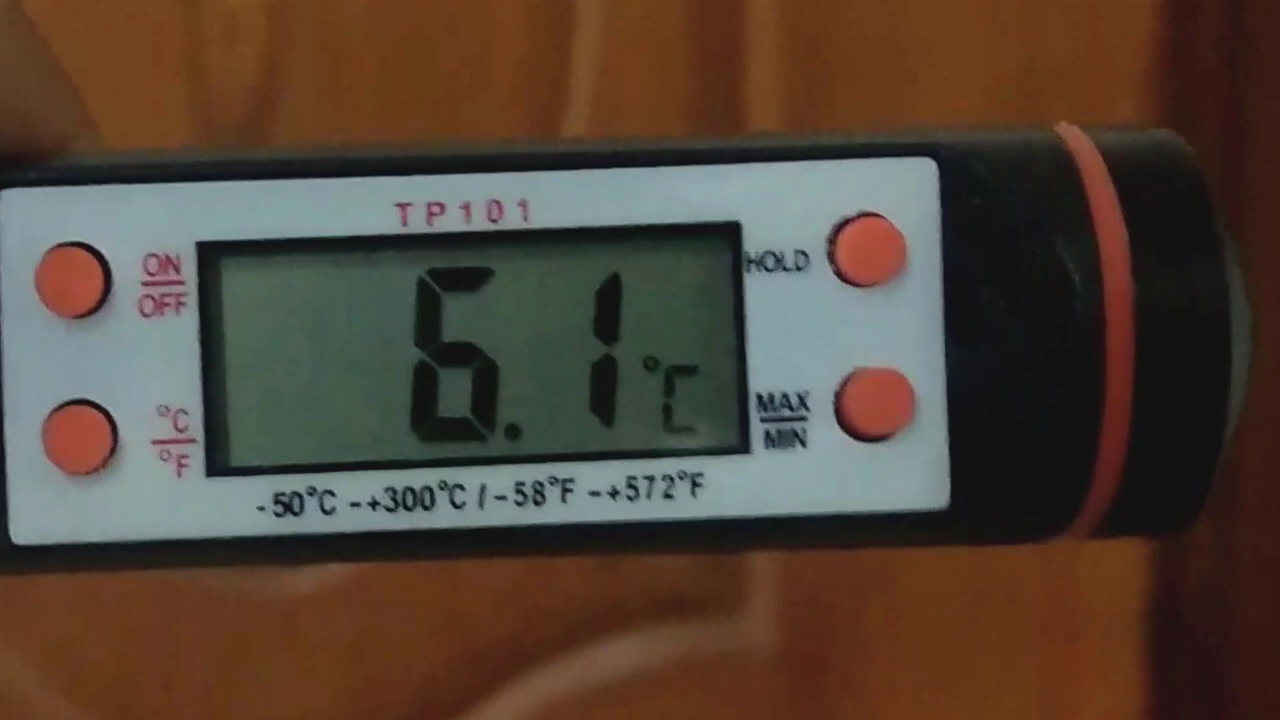 TP101
ON
OFF
HOLD
6.1°C
°C
°F
MAX
MIN
-50°C -+300°C / -58°F -+572°F